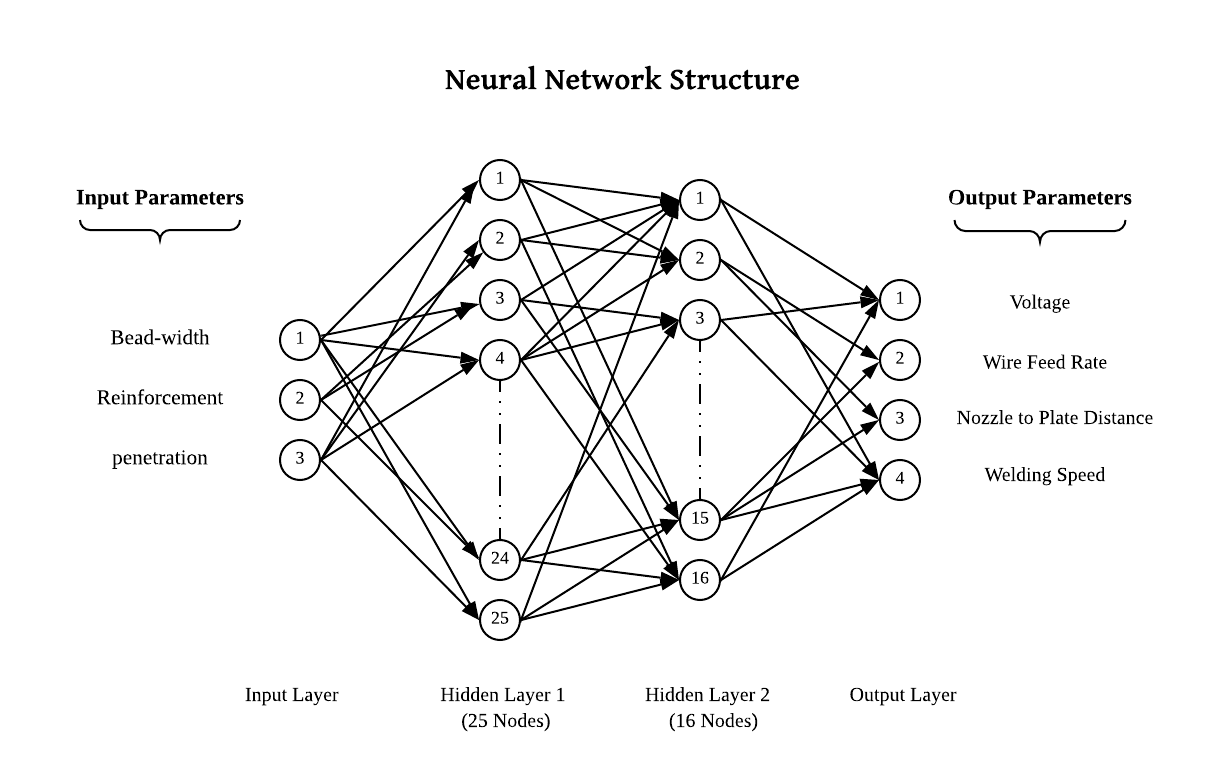 Neural Network Structure
Input Parameters
Output Parameters
Bead-width
Reinforcement
penetration
1
2
3
1
2
3
4
24
25
1
2
3
15
16
1
2
3
4
Voltage
Wire Feed Rate
Nozzle to Plate Distance
Welding Speed
Input Layer
Hidden Layer 1
(25 Nodes)
Hidden Layer 2
(16 Nodes)
Output Layer